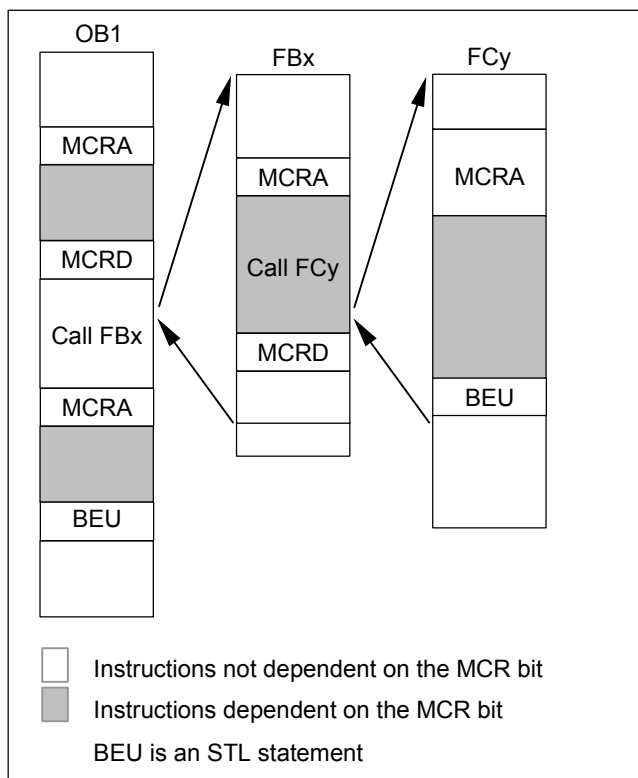 OB1
MCRA
MCRD
Call FBx
MCRA
BEU
FBx
MCRA
Call FCy
MCRD
FCy
MCRA
BEU
Instructions not dependent on the MCR bit
Instructions dependent on the MCR bit
BEU is an STL statement